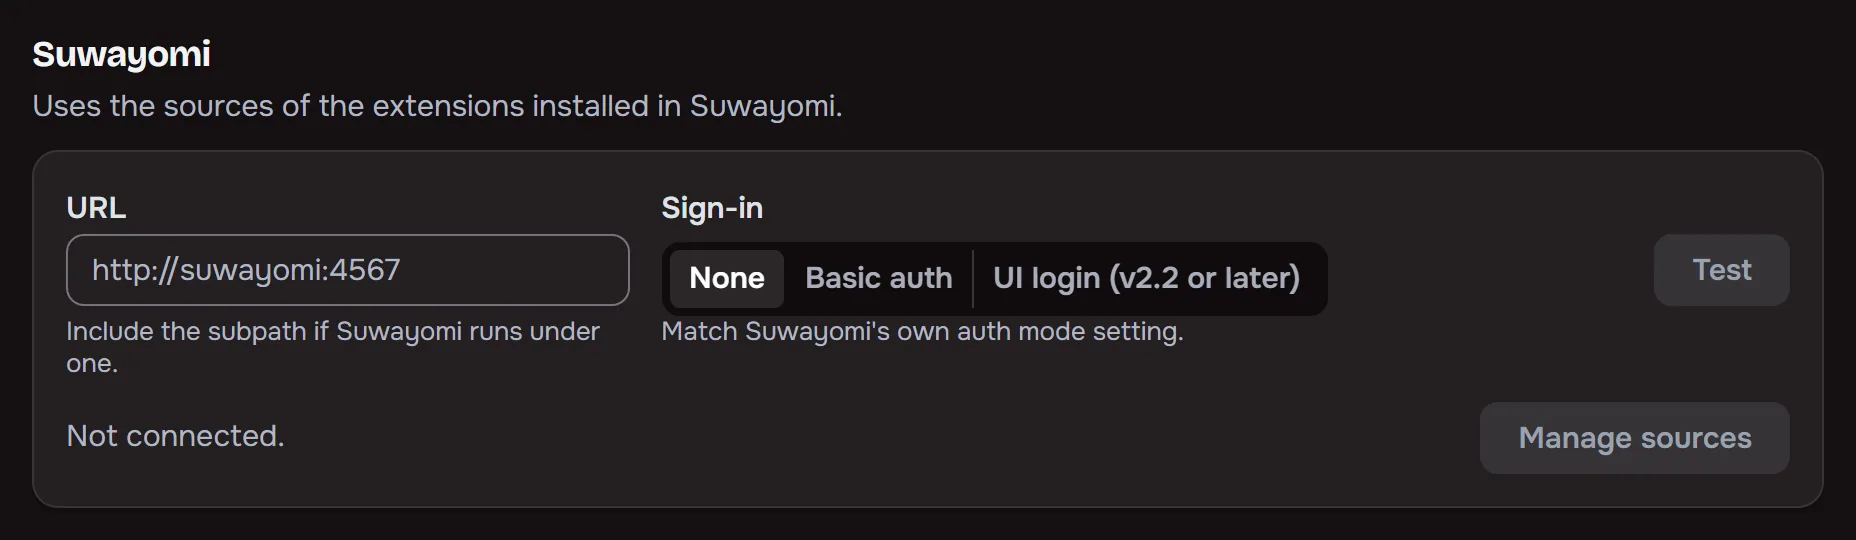 Suwayomi
Uses the sources of the extensions installed in Suwayomi.
URL
http://suwayomi:4567
Include the subpath if Suwayomi runs under
one.
Sign-in
None
Basic auth
UI login (v2.2 or later)
Match Suwayomi's own auth mode setting.
Test
Not connected.
Manage sources